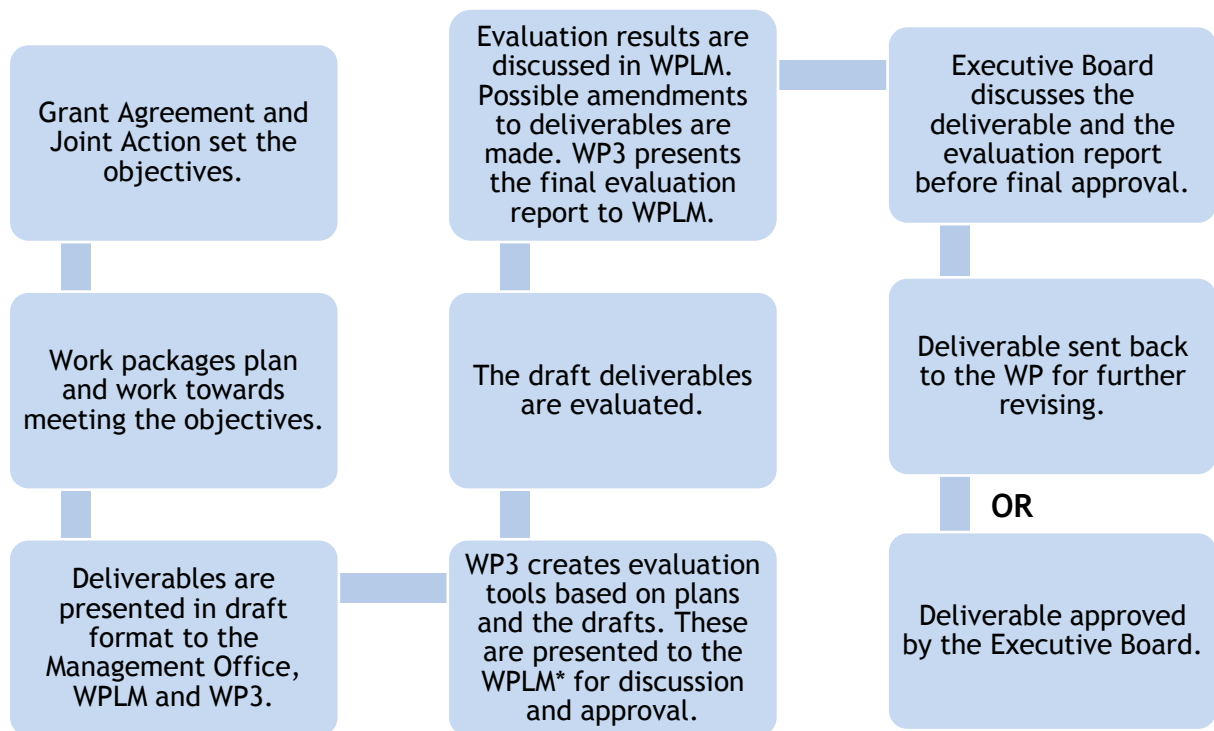 Grant Agreement and
Joint Action set the
objectives.
Work packages plan
and work towards
meeting the objectives.
Deliverables are
presented in draft
format to the
Management Office,
WPLM and WP3.
WP3 creates evaluation
tools based on plans
and the drafts. These
are presented to the
WPLM* for discussion
and approval.
The draft deliverables
are evaluated.
Evaluation results are
discussed in WPLM.
Possible amendments
to deliverables are
made. WP3 presents
the final evaluation
report to WPLM.
Executive Board
discusses the
deliverable and the
evaluation report
before final approval.
Deliverable sent back
to the WP for further
revising.
OR
Deliverable approved
by the Executive Board.